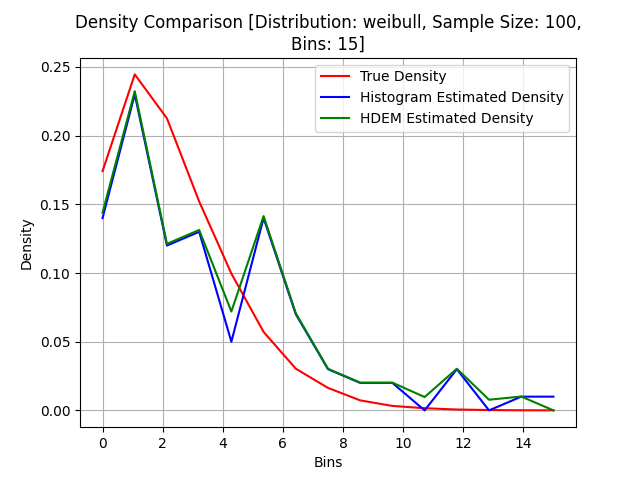 Density Comparison [Distribution: weibull, Sample Size: 100,
Bins: 15]
True Density
Histogram Estimated Density
HDEM Estimated Density
0.25
0.20
0.15
0.10
0.05
0.00
Density
0 2 4 6 8 10 12 14
Bins